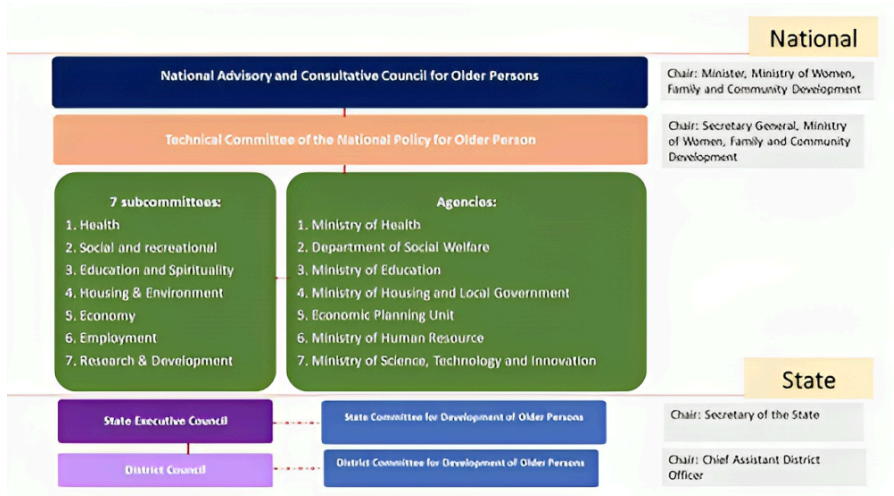 National
National Advisory and Consultative Council for Older Persons
Chair: Minister, Ministry of Women,
Family and Community Development
Technical Committee of the National Policy for Older Person
Chair: Secretary General, Ministry
of Women, Family and Community
Development
7 subcommittees:
1. Health
2. Social and recreational
3. Education and Spirituality
4. Housing & Environment
5. Economy
6. Employment
7. Research & Development
Agencies:
1. Ministry of Health
2. Department of Social Welfare
3. Ministry of Education
4. Ministry of Housing and Local Government
5. Economic Planning Unit
6. Ministry of Human Resource
7. Ministry of Science, Technology and Innovation
State
State Executive Council
State Committee for Development of Older Persons
Chair: Secretary of the State
District Council
District Committee for Development of Older Persons
Chair: Chief Assistant District
Officer